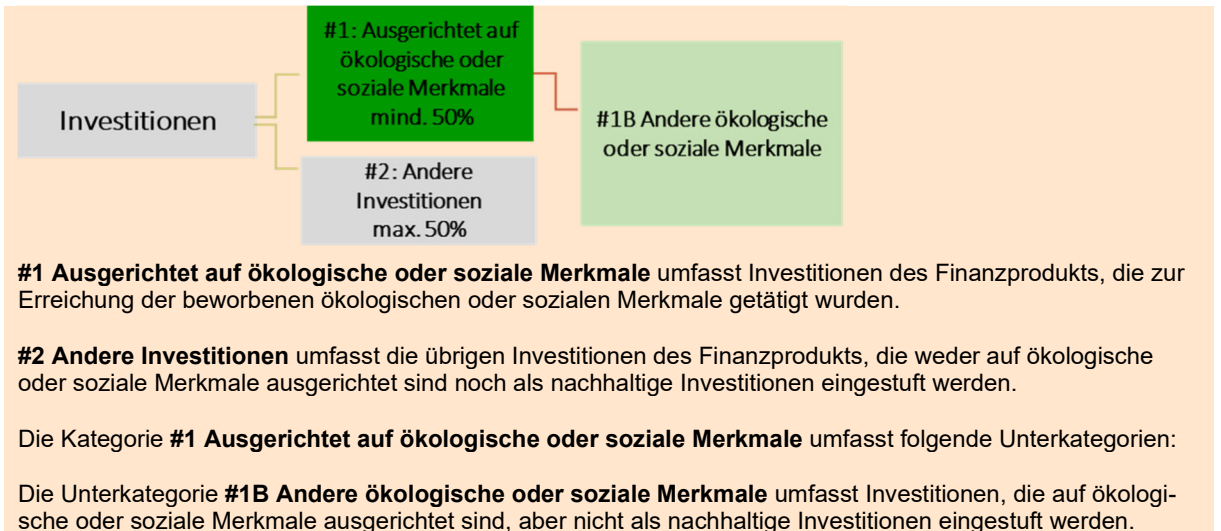 #1: Ausgerichtet auf
ökologische oder
soziale Merkmale
mind. 50%
Investitionen
#1B Andere ökologische
oder soziale Merkmale
#2: Andere
Investitionen
max. 50%
#1 Ausgerichtet auf ökologische oder soziale Merkmale umfasst Investitionen des Finanzprodukts, die zur
Erreichung der beworbenen ökologischen oder sozialen Merkmale getätigt wurden.
#2 Andere Investitionen umfasst die übrigen Investitionen des Finanzprodukts, die weder auf ökologische
oder soziale Merkmale ausgerichtet sind noch als nachhaltige Investitionen eingestuft werden.
Die Kategorie #1 Ausgerichtet auf ökologische oder soziale Merkmale umfasst folgende Unterkategorien:
Die Unterkategorie #1B Andere ökologische oder soziale Merkmale umfasst Investitionen, die auf ökologi-
sche oder soziale Merkmale ausgerichtet sind, aber nicht als nachhaltige Investitionen eingestuft werden.